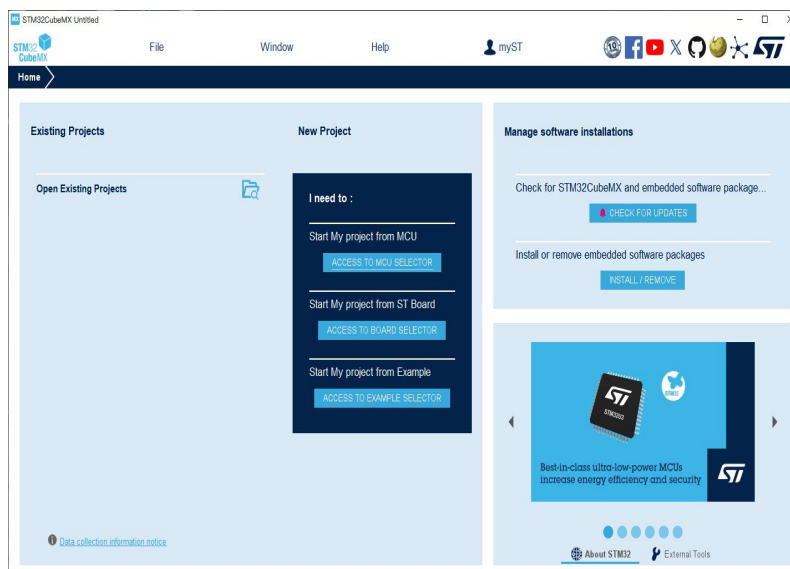 MX STM32CubeMX Untitled
STM32
CubeMX
File
Window
Help
myST
Home
Existing Projects
New Project
Manage software installations
Open Existing Projects
I need to :
Start My project from MCU
ACCESS TO MCU SELECTOR
Start My project from ST Board
ACCESS TO BOARD SELECTOR
Start My project from Example
ACCESS TO EXAMPLE SELECTOR
Check for STM32CubeMX and embedded software package...
CHECK FOR UPDATES
Install or remove embedded software packages
INSTALL / REMOVE
Best-in-class ultra-low-power MCUs
increase energy efficiency and security
Data collection information notice
About STM32
External Tools